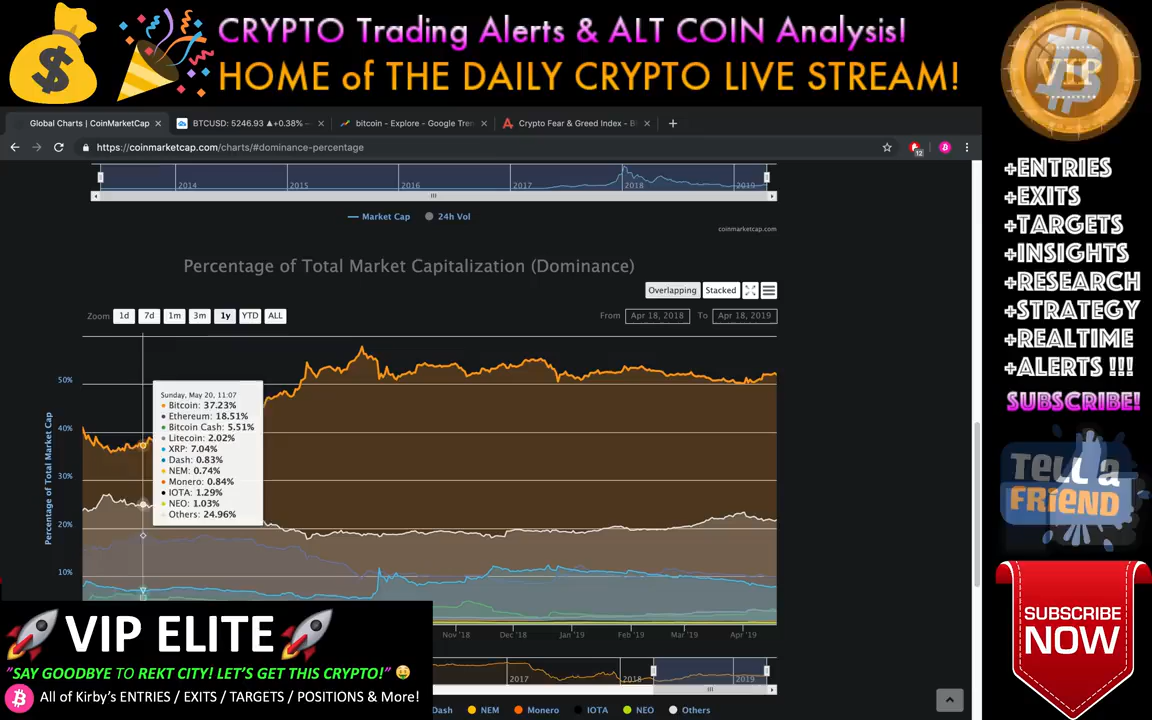 CRYPTO Trading Alerts & ALT COIN Analysis!
HOME of THE DAILY CRYPTO LIVE STREAM!
VIP
Global Charts | CoinMarketCap
BTCUSD: 5246.93 ▲+0.38%
bitcoin - Explore - Google Tren
Crypto Fear & Greed Index - B
https://coinmarketcap.com/charts/#dominance-percentage
12
2014 2015 2016 2017 2018 2019
Market Cap 24h Vol
coinmarketcap.com
Percentage of Total Market Capitalization (Dominance)
Overlapping Stacked
Zoom 1d 7d 1m 3m 1y YTD ALL
From Apr 18, 2018 To Apr 18, 2019
Percentage of Total Market Cap
50%
40%
30%
20%
10%
Sunday, May 20, 11:07
Bitcoin: 37.23%
Ethereum: 18.51%
Bitcoin Cash: 5.51%
Litecoin: 2.02%
XRP: 7.04%
Dash: 0.83%
NEM: 0.74%
Monero: 0.84%
IOTA: 1.29%
NEO: 1.03%
Others: 24.96%
Nov '18 Dec '18 Jan '19 Feb '19 Mar '19 Apr '19
2017 2018 2019
Dash NEM Monero IOTA NEO Others
VIP ELITE
"SAY GOODBYE TO REKT CITY! LET'S GET THIS CRYPTO!"
All of Kirby's ENTRIES / EXITS / TARGETS / POSITIONS & More!
+ENTRIES
+EXITS
+TARGETS
+INSIGHTS
+RESEARCH
+STRATEGY
+REALTIME
+ALERTS !!!
SUBSCRIBE!
TELL a
FRIEND
SUBSCRIBE
NOW